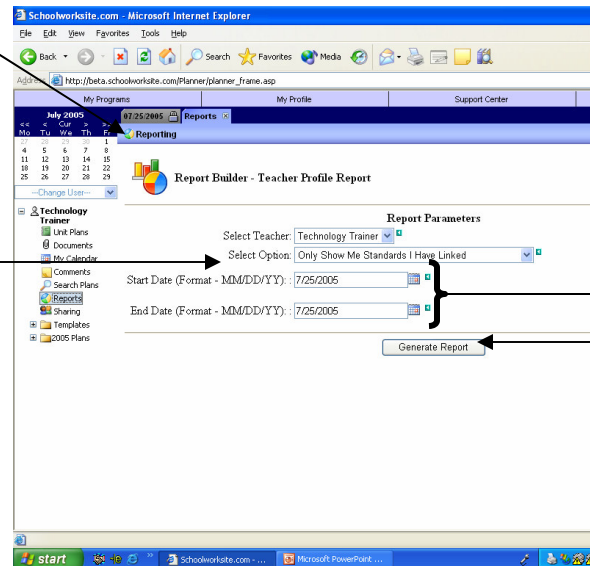 Schoolworksite.com - Microsoft Internet Explorer
File Edit View Favorites Tools Help
Back Search Favorites Media
Address http://beta.schoolworksite.com/Planner/planner_frame.asp
My Programs My Profile Support Center
July 2005 07/25/2005 Reports
<< < Cur > >>
Mo Tu We Th Fr Reporting
27 28 29 30 1
4 5 6 7 8
11 12 13 14 15
18 19 20 21 22
25 26 27 28 29
Report Builder - Teacher Profile Report
---Change User---
Technology Trainer
Unit Plans
Documents
My Calendar
Comments
Search Plans
Reports
Sharing
Templates
2005 Plans
Report Parameters
Select Teacher: Technology Trainer
Select Option: Only Show Me Standards I Have Linked
Start Date (Format - MM/DD/YY): : 7/25/2005
End Date (Format - MM/DD/YY): : 7/25/2005
Generate Report
start Schoolworksite.com - ... Microsoft PowerPoint ...